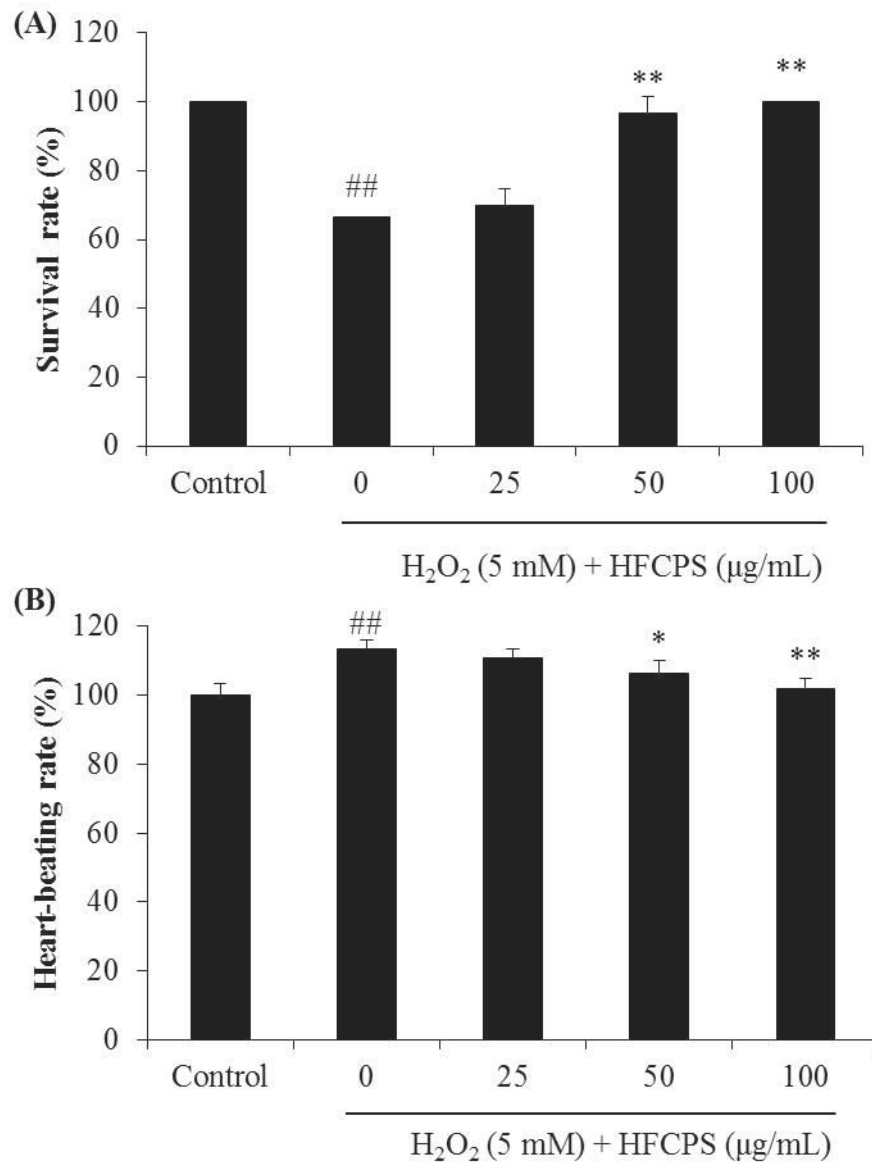 (A)
120
100
80
60
40
20
0
Survival rate (%)
##
**
**
Control 0 25 50 100
H₂O₂ (5 mM) + HFCPS (μg/mL)
(B)
120
100
80
60
40
20
0
Heart-beating rate (%)
##
*
**
Control 0 25 50 100
H₂O₂ (5 mM) + HFCPS (μg/mL)